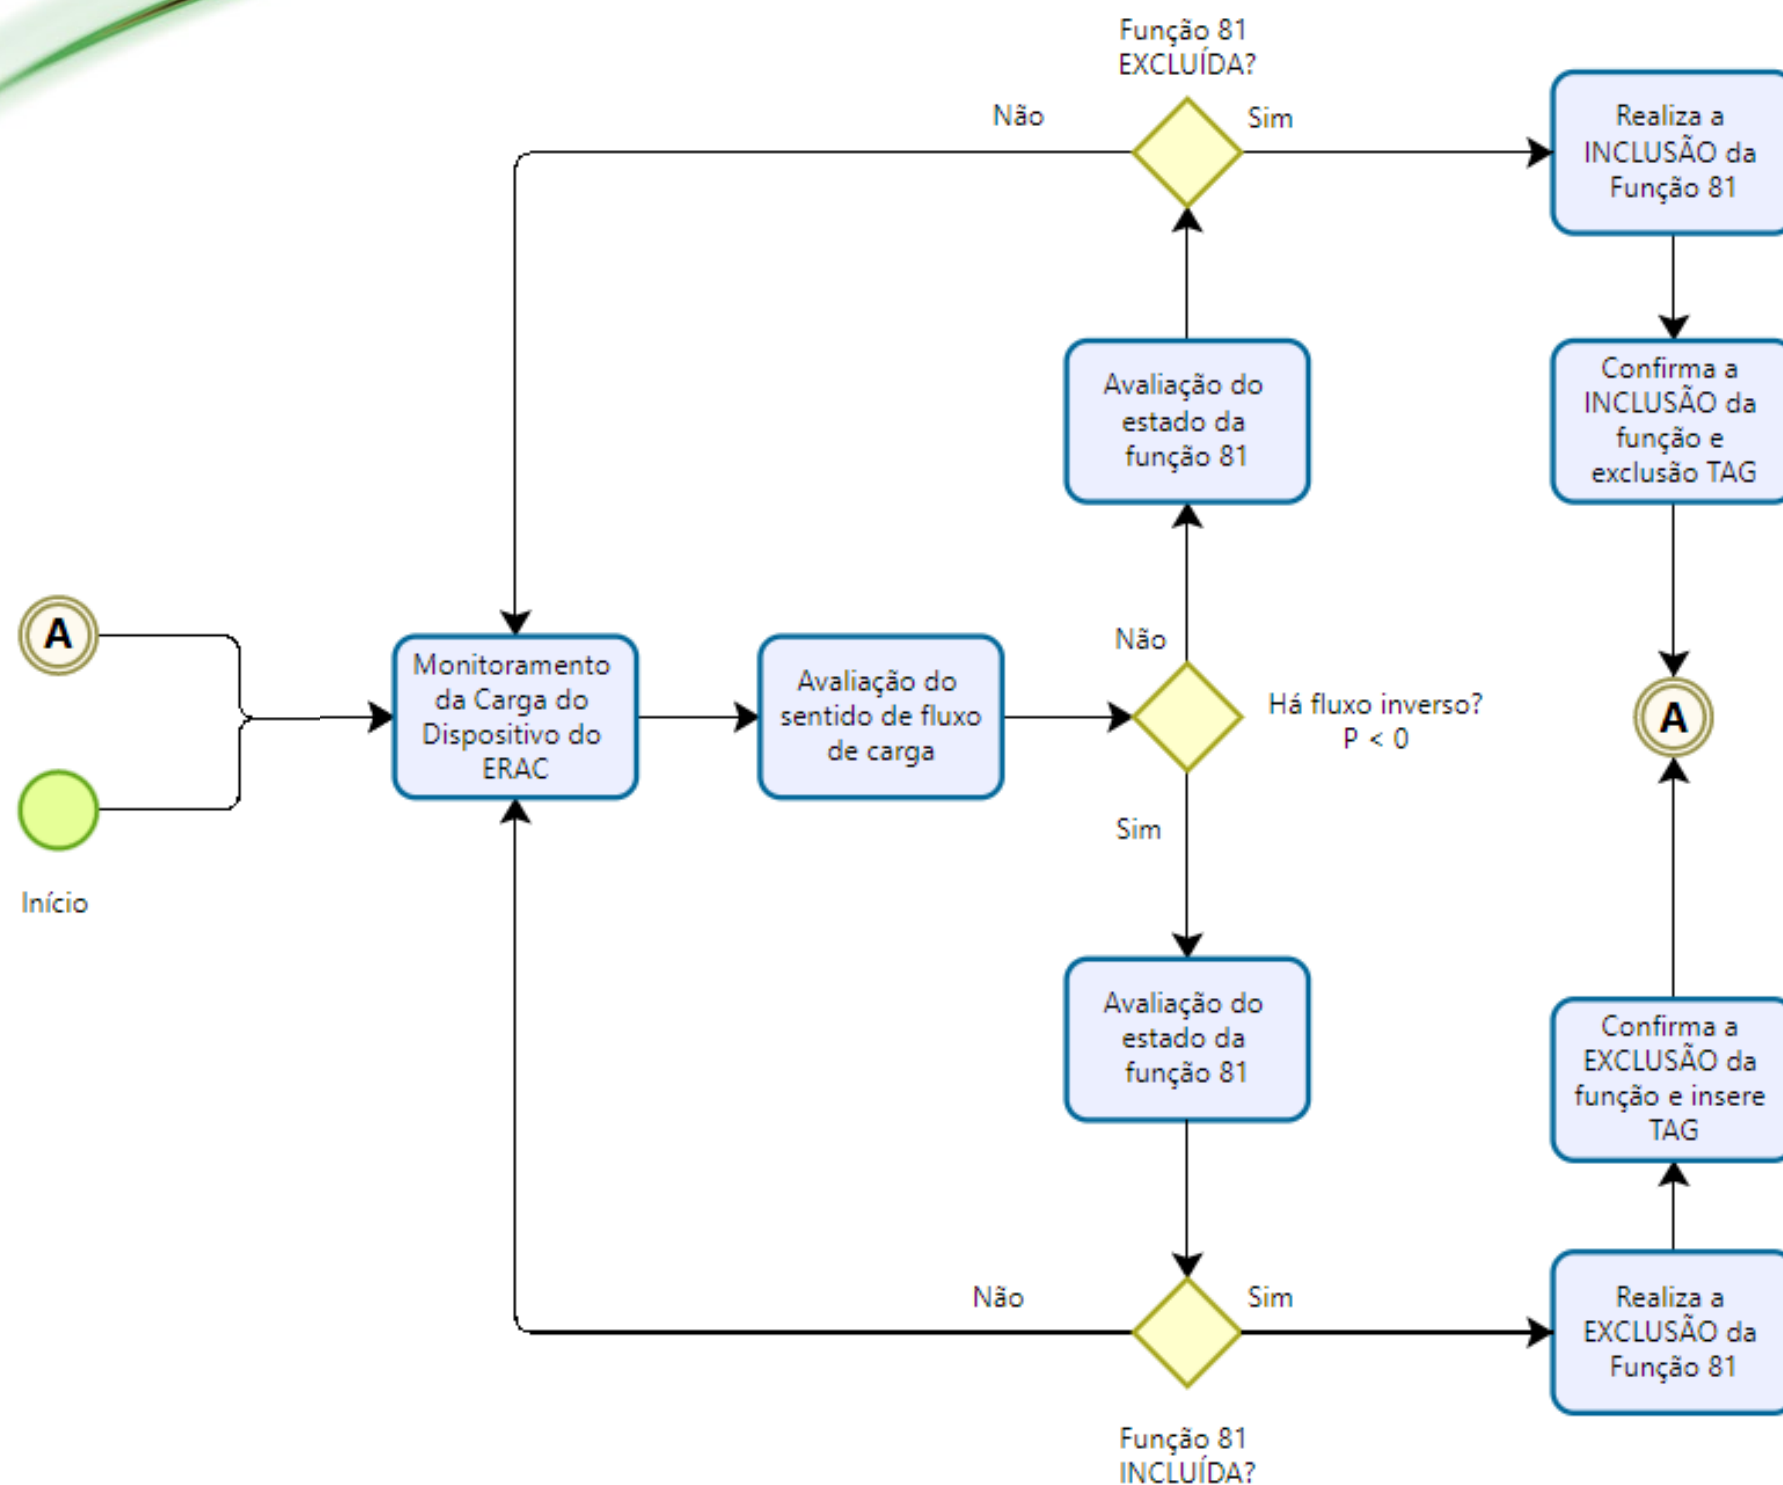 Função 81
EXCLUÍDA?
Não
Sim
Realiza a
INCLUSÃO da
Função 81
Avaliação do
estado da
função 81
Confirma a
INCLUSÃO da
função e
exclusão TAG
A
Monitoramento
da Carga do
Dispositivo do
ERAC
Avaliação do
sentido de fluxo
de carga
Não
Há fluxo inverso?
P < 0
Sim
A
Início
Avaliação do
estado da
função 81
Confirma a
EXCLUSÃO da
função e insere
TAG
Não
Sim
Realiza a
EXCLUSÃO da
Função 81
Função 81
INCLUÍDA?